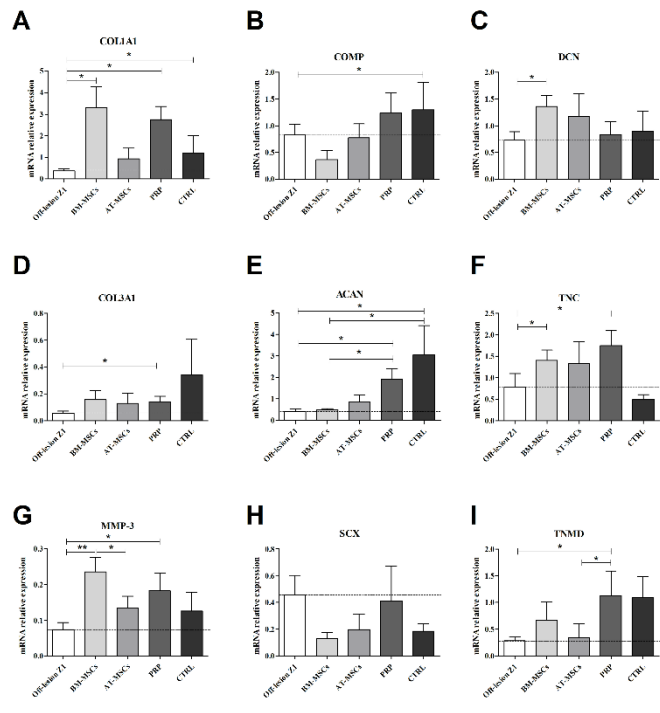 A
COL1A1
mRNA relative expression
5
4
3
2
1
0
*
*
*
Off-lesion Z1
BM-MSCs
AT-MSCs
PRP
CTRL
B
COMP
mRNA relative expression
2.0
1.5
1.0
0.5
0.0
*
Off-lesion Z1
BM-MSCs
AT-MSCs
PRP
CTRL
C
DCN
mRNA relative expression
2.0
1.5
1.0
0.5
0.0
*
Off-lesion Z1
BM-MSCs
AT-MSCs
PRP
CTRL
D
COL3A1
mRNA relative expression
0.8
0.6
0.4
0.2
0.0
*
Off-lesion Z1
BM-MSCs
AT-MSCs
PRP
CTRL
E
ACAN
mRNA relative expression
5
4
3
2
1
0
*
*
*
*
Off-lesion Z1
BM-MSCs
AT-MSCs
PRP
CTRL
F
TNC
mRNA relative expression
2.5
2.0
1.5
1.0
0.5
0.0
*
*
Off-lesion Z1
BM-MSCs
AT-MSCs
PRP
CTRL
G
MMP-3
mRNA relative expression
0.3
0.2
0.1
0.0
*
**
*
Off-lesion Z1
BM-MSCs
AT-MSCs
PRP
CTRL
H
SCX
mRNA relative expression
0.8
0.6
0.4
0.2
0.0
Off-lesion Z1
BM-MSCs
AT-MSCs
PRP
CTRL
I
TNMD
mRNA relative expression
2.0
1.5
1.0
0.5
0.0
*
*
Off-lesion Z1
BM-MSCs
AT-MSCs
PRP
CTRL